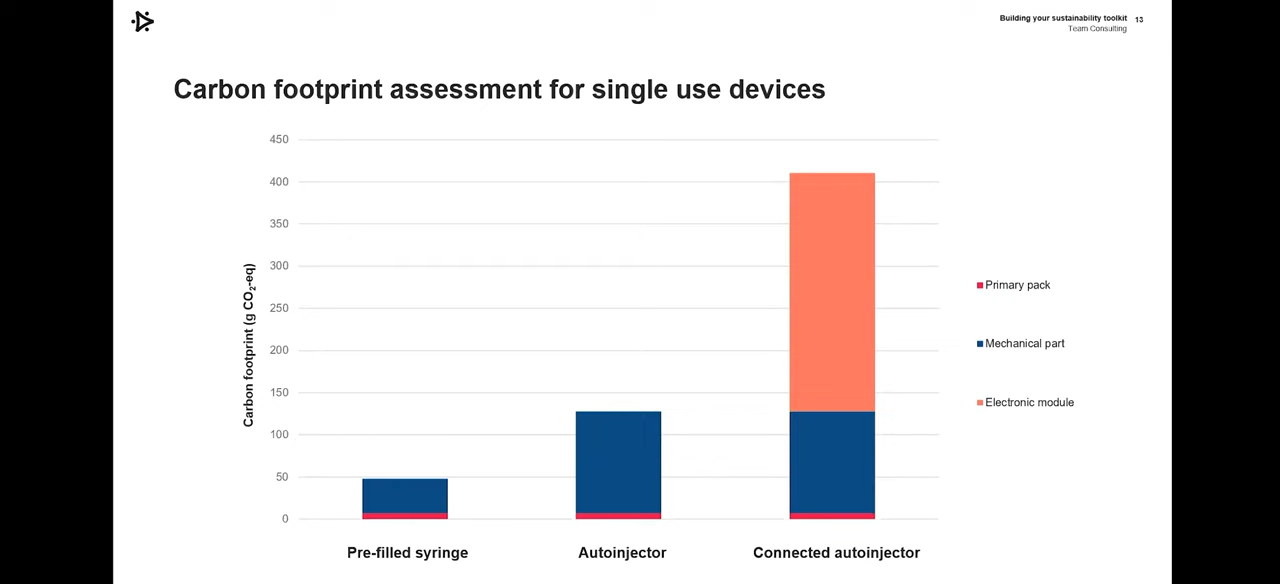 Building your sustainability toolkit 13
Team Consulting
Carbon footprint assessment for single use devices
Carbon footprint (g CO₂-eq)
450
400
350
300
250
200
150
100
50
0
Pre-filled syringe
Autoinjector
Connected autoinjector
Primary pack
Mechanical part
Electronic module